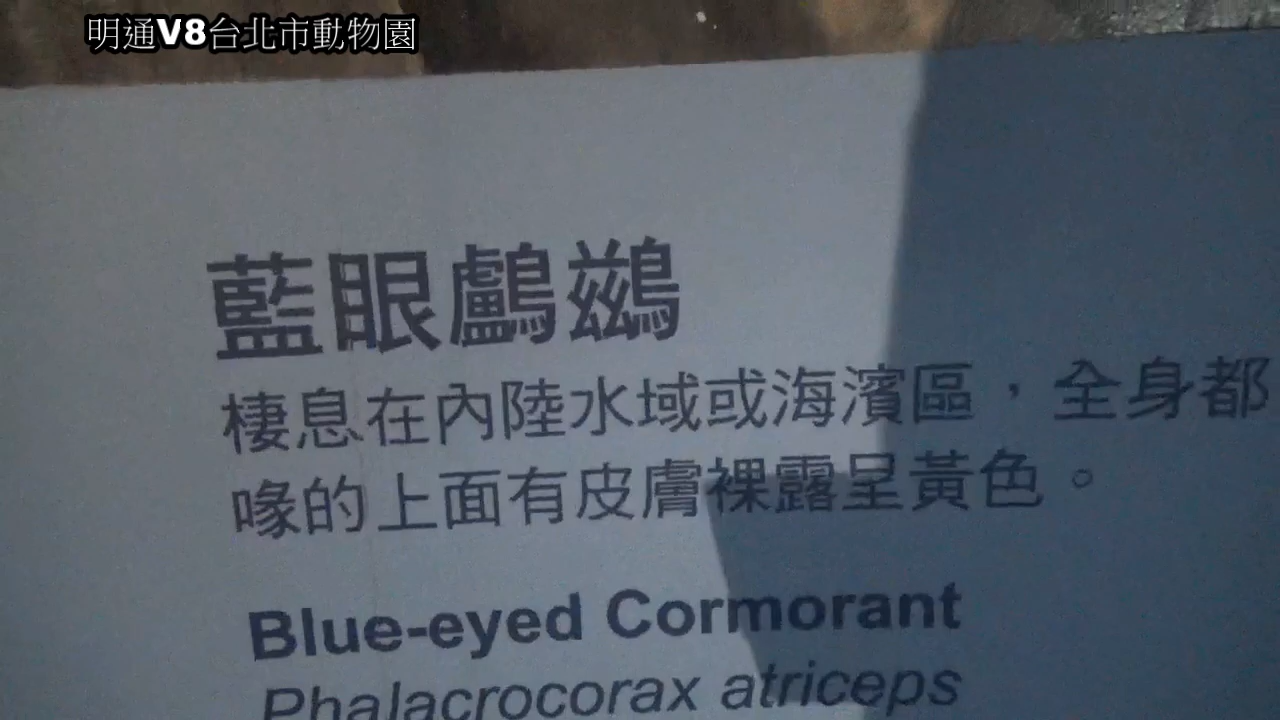 明通V8台北市動物園
藍眼鸕鷀
棲息在內陸水域或海濱區，全身都
喙的上面有皮膚裸露呈黃色。
Blue-eyed Cormorant
Phalacrocorax atriceps